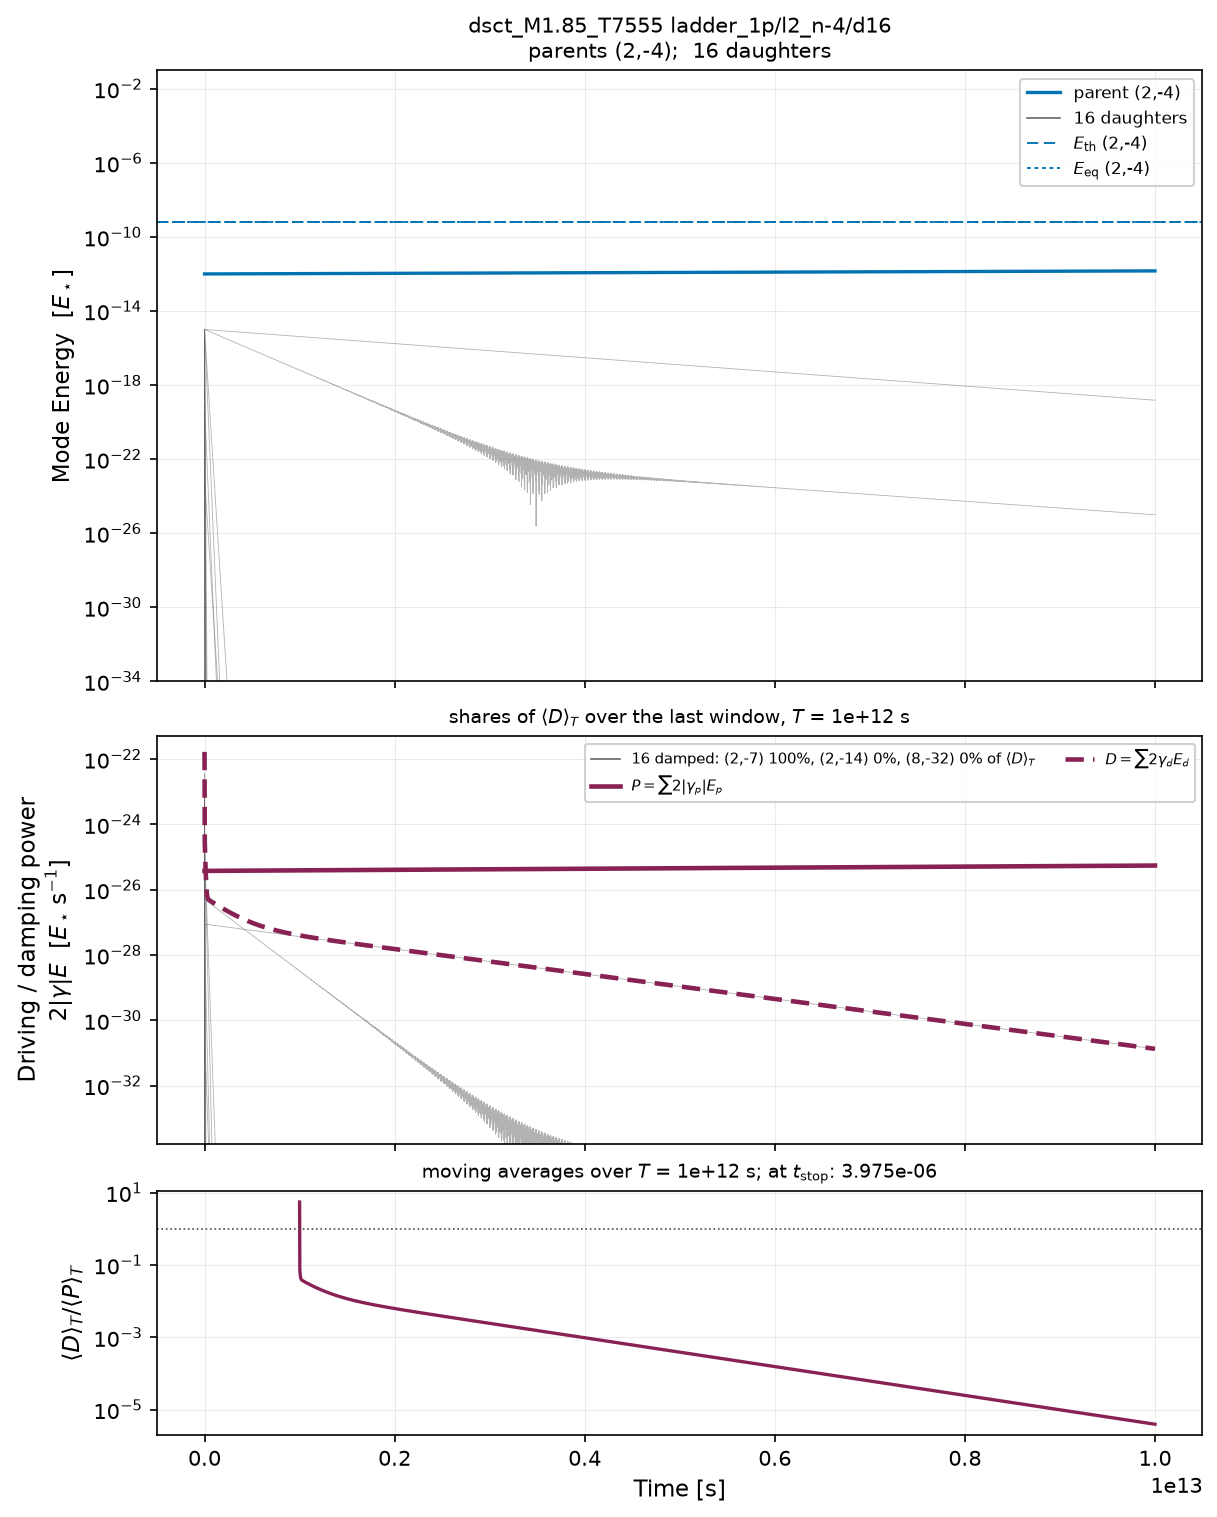 dsct_M1.85_T7555 ladder_1p/l2_n-4/d16
parents (2,-4);  16 daughters
10^{-2}
10^{-6}
10^{-10}
10^{-14}
10^{-18}
10^{-22}
10^{-26}
10^{-30}
10^{-34}
Mode Energy [E_⋆]
parent (2,-4)
16 daughters
E_th (2,-4)
E_eq (2,-4)
shares of ⟨D⟩_T over the last window, T = 1e+12 s
10^{-22}
10^{-24}
10^{-26}
10^{-28}
10^{-30}
10^{-32}
Driving / damping power
2|γ|E [E_⋆ s^{-1}]
16 damped: (2,-7) 100%, (2,-14) 0%, (8,-32) 0% of ⟨D⟩_T
P = ∑2|γ_p|E_p
D = ∑2γ_dE_d
moving averages over T = 1e+12 s; at t_stop: 3.975e-06
10^1
10^{-1}
10^{-3}
10^{-5}
⟨D⟩_T/⟨P⟩_T
0.0 0.2 0.4 0.6 0.8 1.0
1e13
Time [s]